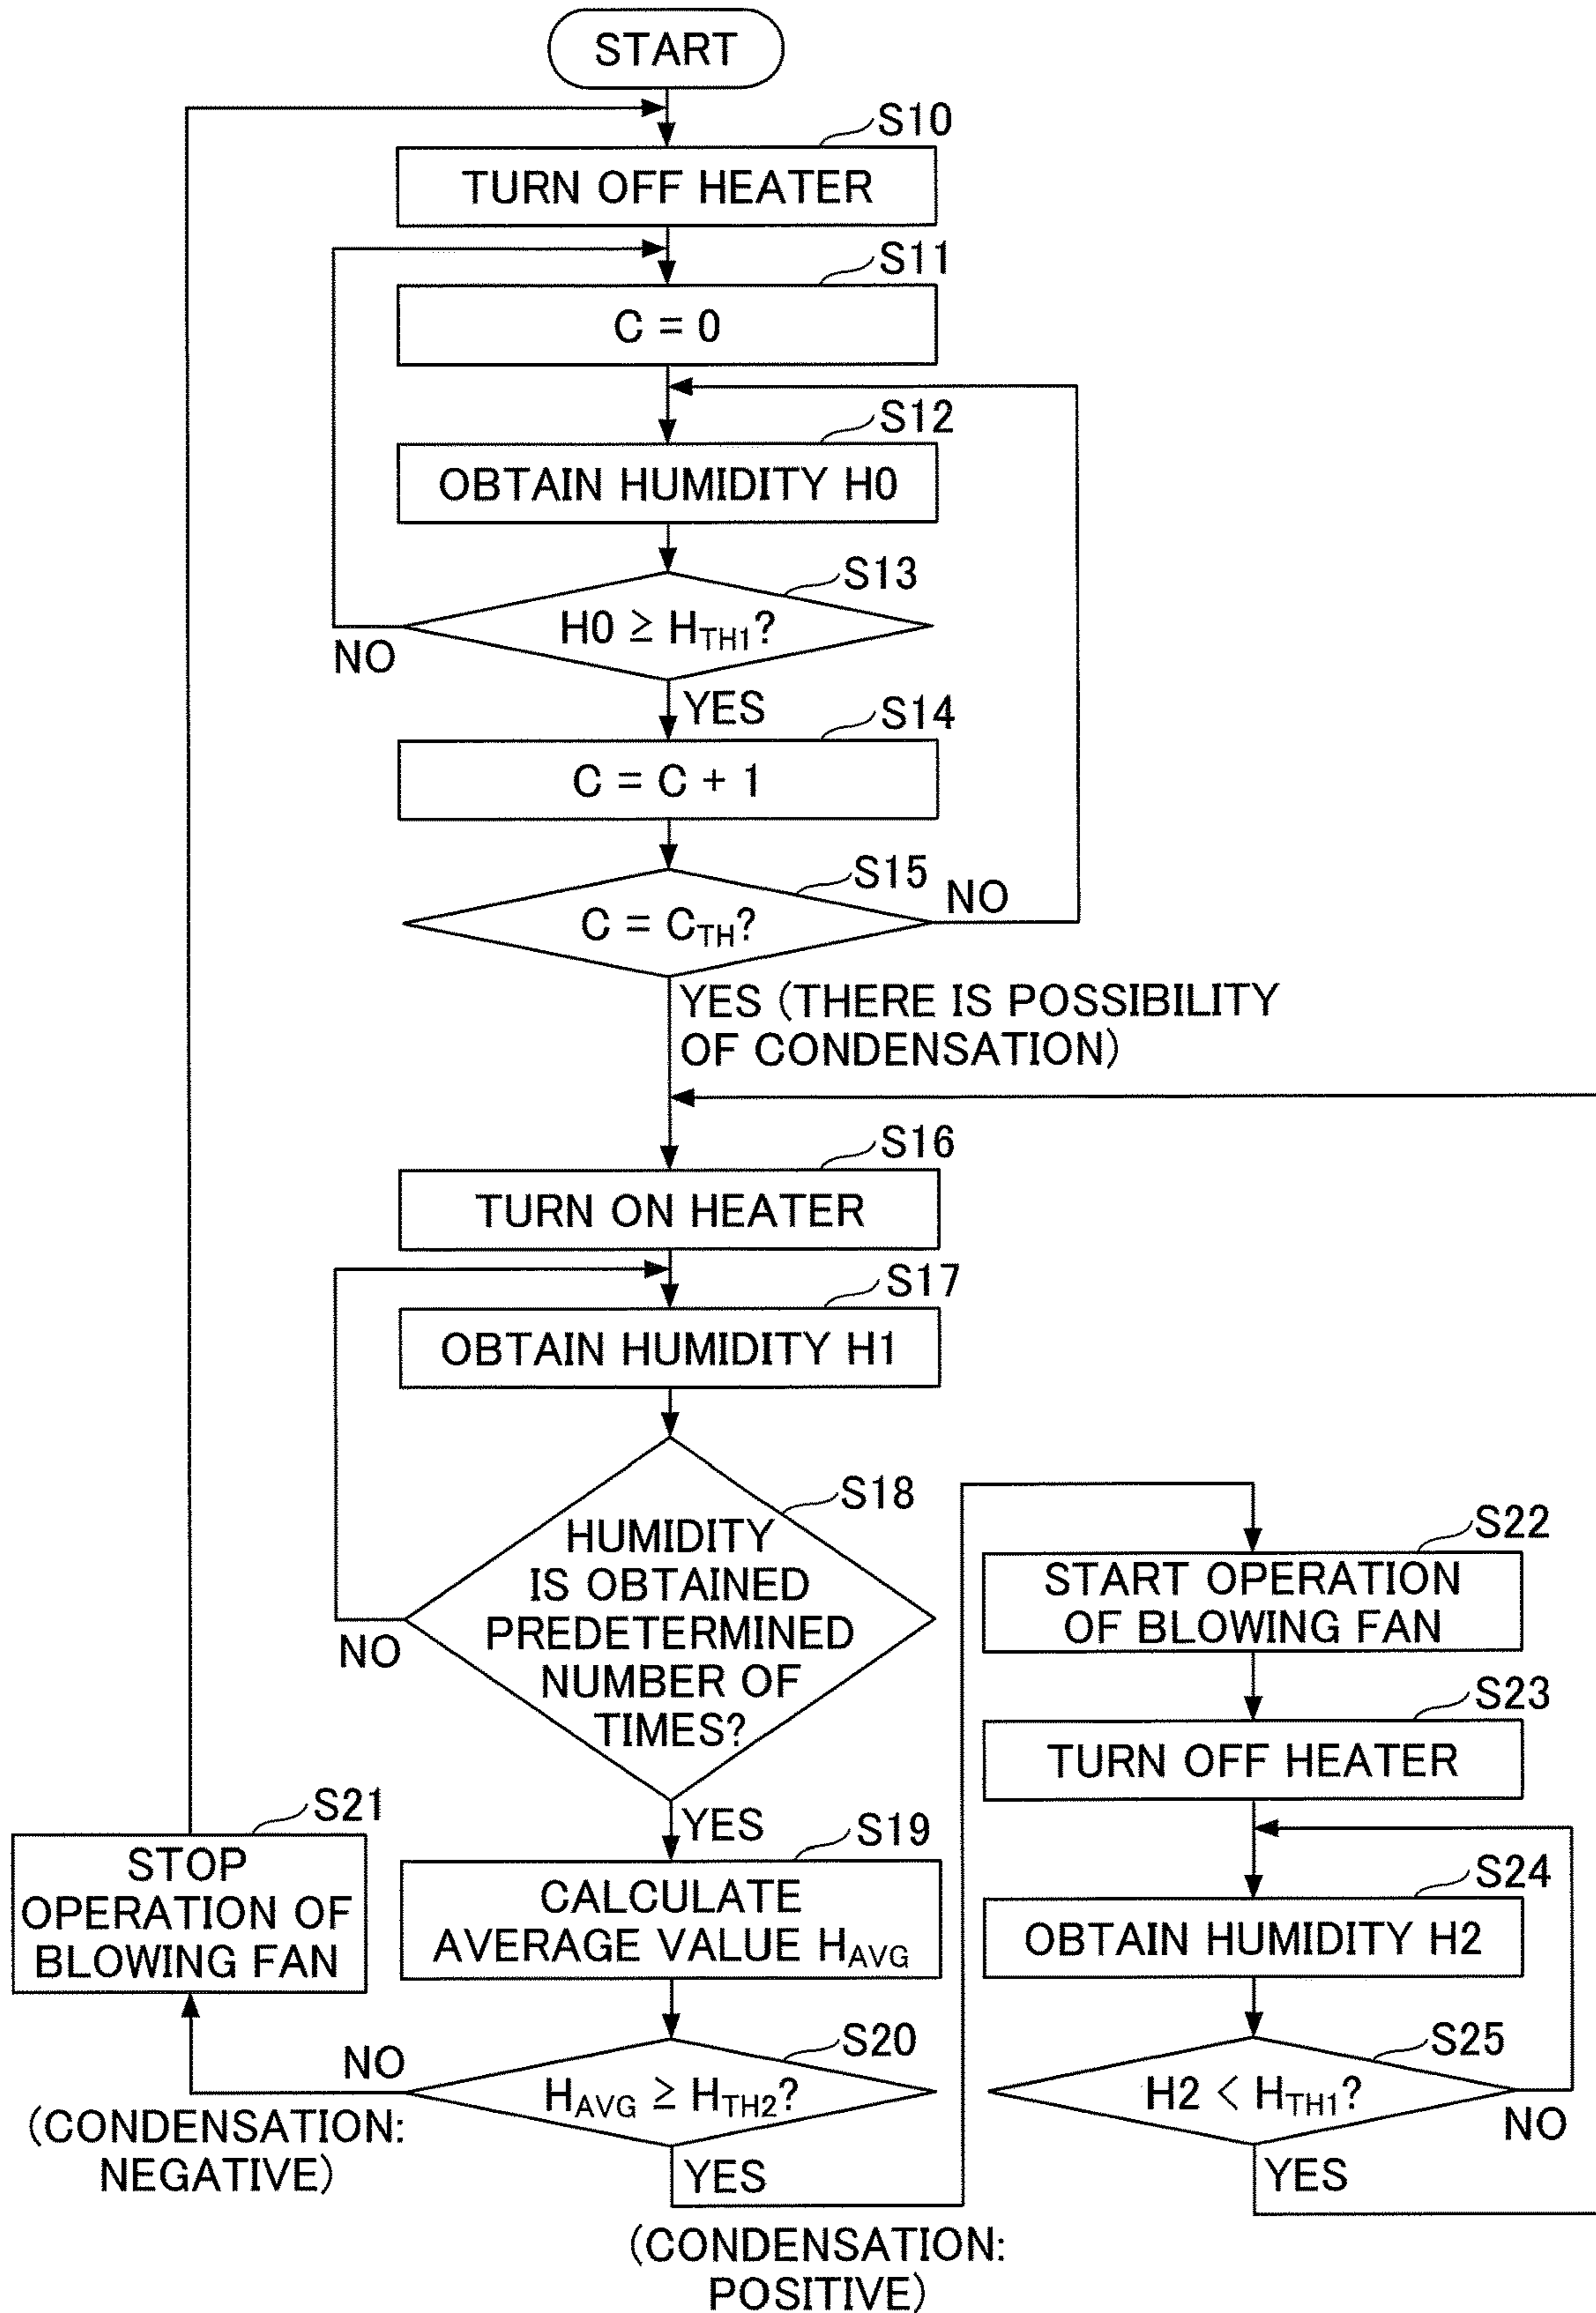 START
S10
TURN OFF HEATER
S11
C = 0
S12
OBTAIN HUMIDITY H0
S13
H0 ≥ HTH1?
NO
YES
S14
C = C + 1
S15
C = CTH?
NO
YES (THERE IS POSSIBILITY
OF CONDENSATION)
S16
TURN ON HEATER
S17
OBTAIN HUMIDITY H1
S18
HUMIDITY
IS OBTAINED
PREDETERMINED
NUMBER OF
TIMES?
NO
YES
S19
CALCULATE
AVERAGE VALUE HAVG
S20
HAVG ≥ HTH2?
NO
(CONDENSATION:
NEGATIVE)
S21
STOP
OPERATION OF
BLOWING FAN
YES
(CONDENSATION:
POSITIVE)
S22
START OPERATION
OF BLOWING FAN
S23
TURN OFF HEATER
S24
OBTAIN HUMIDITY H2
S25
H2 < HTH1?
NO
YES